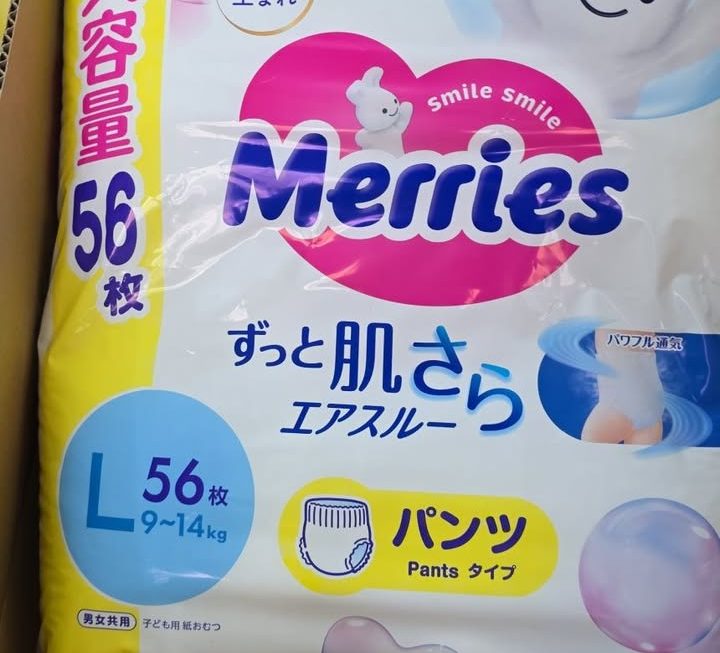 容量
56
枚
Smile Smile
Merries
ずっと肌さら
エアスルー
パワフル通気
L 56枚
9~14kg
パンツ
Pants タイプ
男女共用 子ども用 紙おむつ